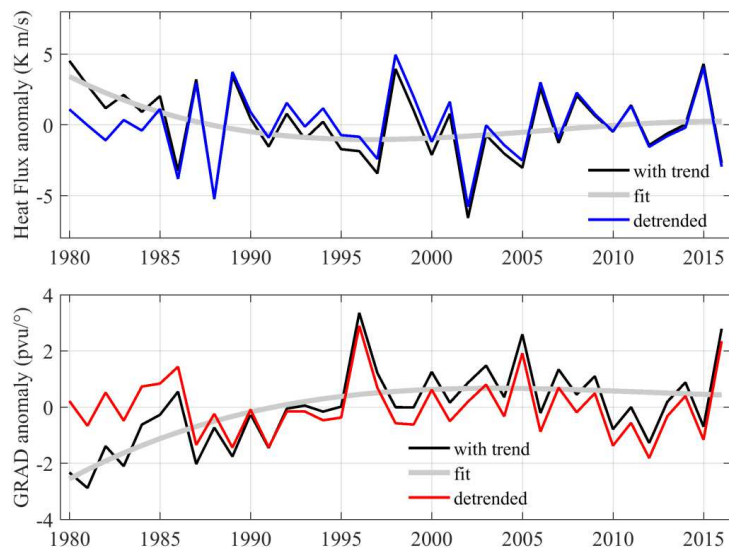 Heat Flux anomaly (K m/s)
5
0
-5
with trend
fit
detrended
1980 1985 1990 1995 2000 2005 2010 2015
GRAD anomaly (pvu/°)
4
2
0
-2
-4
with trend
fit
detrended
1980 1985 1990 1995 2000 2005 2010 2015